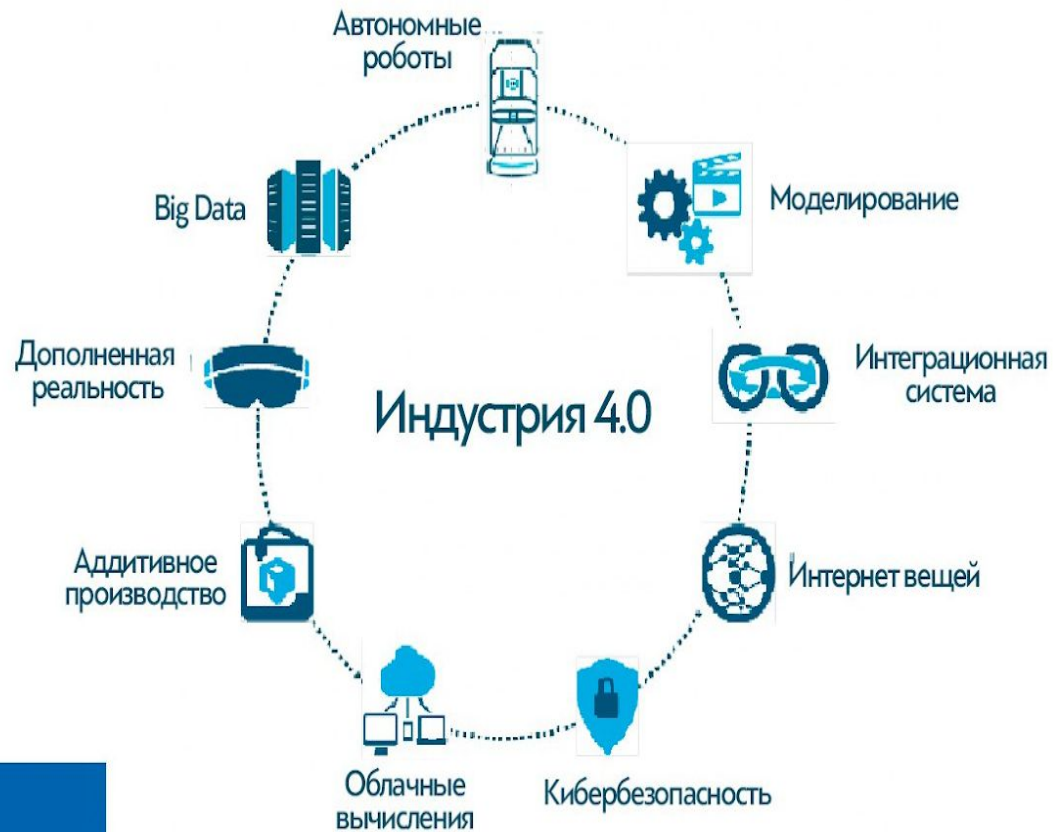 Автономные
роботы
Big Data
Моделирование
Дополненная
реальность
Интеграционная
система
Индустрия 4.0
Аддитивное
производство
Интернет вещей
Облачные
вычисления
Кибербезопасность